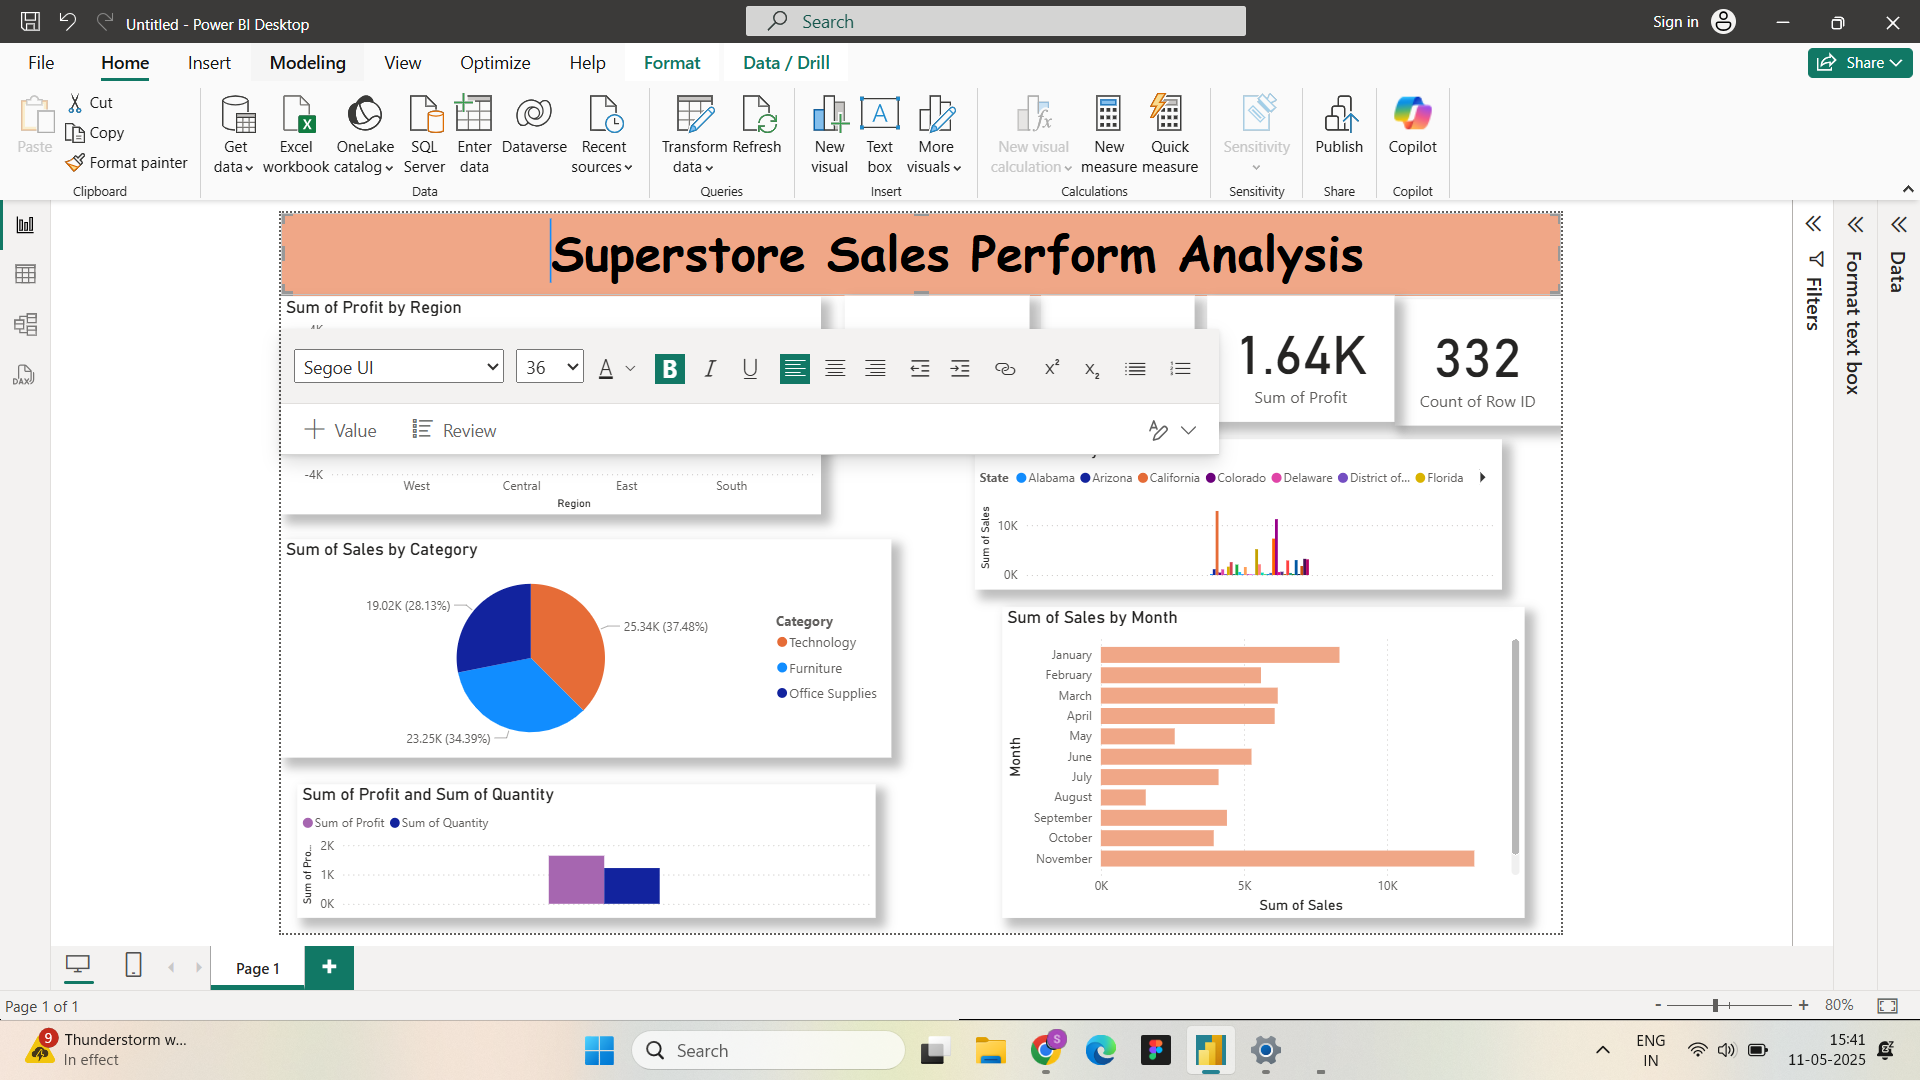 Untitled - Power BI Desktop
Search
Sign in
File
Home
Insert
Modeling
View
Optimize
Help
Format
Data / Drill
Share
Paste
Cut
Copy
Format painter
Clipboard
Get data
Excel workbook
OneLake catalog
SQL Server
Enter data
Dataverse
Recent sources
Data
Transform data
Refresh
Queries
New visual
Text box
More visuals
Insert
New visual calculation
New measure
Quick measure
Calculations
Sensitivity
Sensitivity
Publish
Share
Copilot
Copilot
Superstore Sales Perform Analysis
Sum of Profit by Region
Segoe UI
36
A
B
I
U
Value
Review
-4K
West
Central
East
South
Region
1.64K
Sum of Profit
332
Count of Row ID
State
Alabama
Arizona
California
Colorado
Delaware
District of...
Florida
Sum of Sales
10K
0K
Sum of Sales by Category
19.02K (28.13%)
25.34K (37.48%)
23.25K (34.39%)
Category
Technology
Furniture
Office Supplies
Sum of Sales by Month
Month
January
February
March
April
May
June
July
August
September
October
November
0K
5K
10K
Sum of Sales
Sum of Profit and Sum of Quantity
Sum of Profit
Sum of Quantity
Sum of Pro...
2K
1K
0K
Filters
Format text box
Data
DAX
Page 1
Page 1 of 1
80%
9
Thunderstorm w...
In effect
Search
S
ENG
IN
15:41
11-05-2025